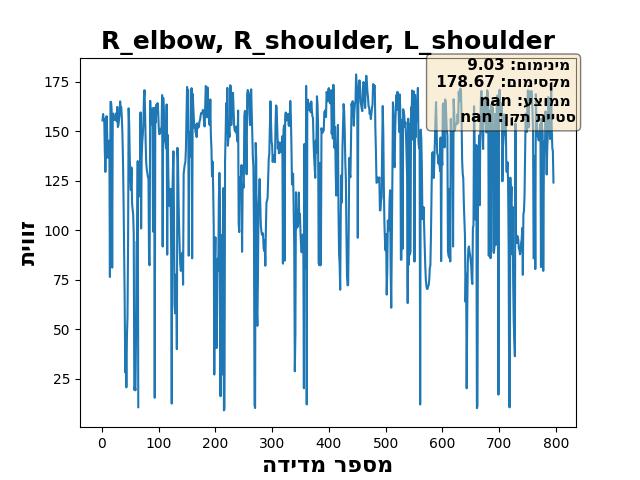 R_elbow, R_shoulder, L_shoulder
מינימום: 9.03
מקסימום: 178.67
ממוצע: nan
סטיית תקן: nan
זווית
175
150
125
100
75
50
25
0 100 200 300 400 500 600 700 800
מספר מדידה